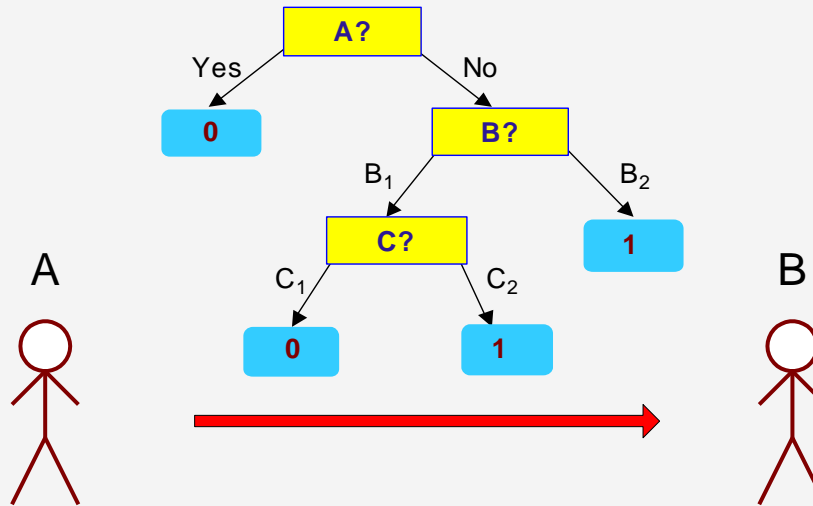 A?
Yes
No
0
B?
B₁
B₂
C?
1
A
B
C₁
C₂
0
1